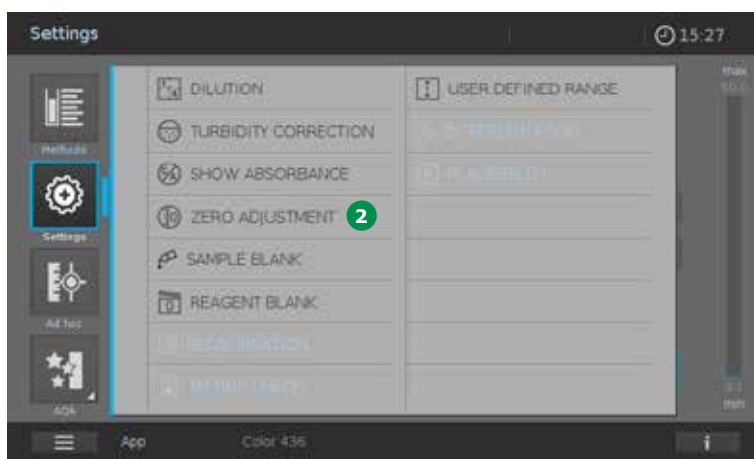 Settings
15:27
Methods
Settings
Ad hoc
AQA
DILUTION
TURBIDITY CORRECTION
SHOW ABSORBANCE
ZERO ADJUSTMENT 2
SAMPLE BLANK
REAGENT BLANK
RECALIBRATION
USER DEFINED RANGE
max
min
App
Color 436
i